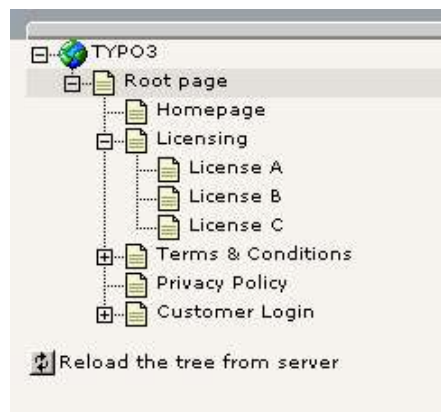 TYPO3
Root page
Homepage
Licensing
License A
License B
License C
Terms & Conditions
Privacy Policy
Customer Login
Reload the tree from server